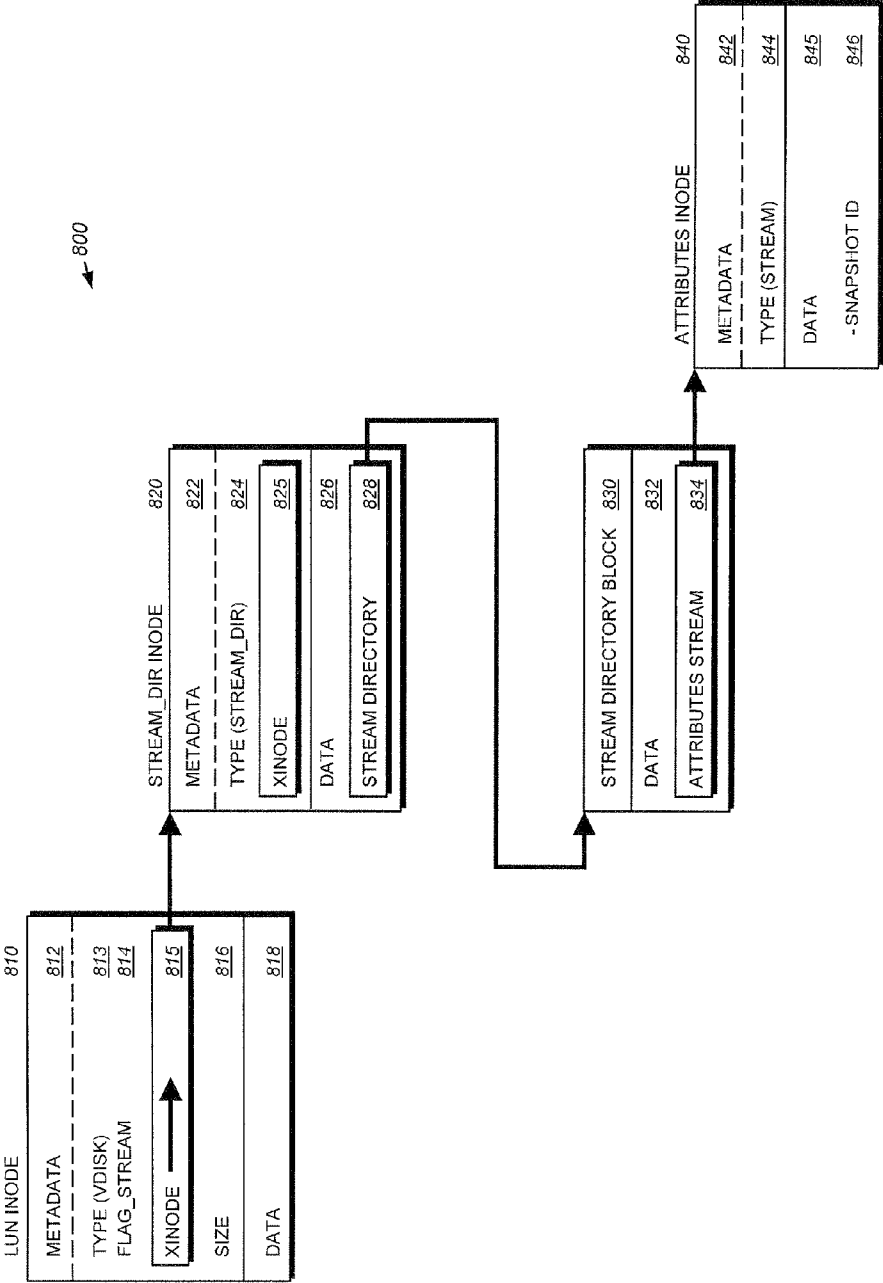 800
LUN INODE 810
METADATA 812
TYPE (VDISK) 813
FLAG_STREAM 814
XINODE 815
SIZE 816
DATA 818
STREAM_DIR INODE 820
METADATA 822
TYPE (STREAM_DIR) 824
XINODE 825
DATA 826
STREAM DIRECTORY 828
STREAM DIRECTORY BLOCK 830
DATA 832
ATTRIBUTES STREAM 834
ATTRIBUTES INODE 840
METADATA 842
TYPE (STREAM) 844
DATA 845
-SNAPSHOT ID 846